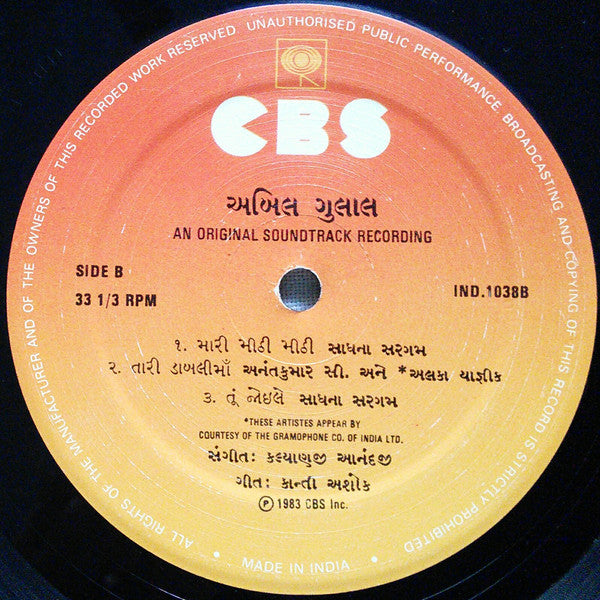 ALL RIGHTS OF THE MANUFACTURER AND OF THE OWNERS OF THIS RECORDED WORK RESERVED UNAUTHORISED PUBLIC PERFORMANCE. BROADCASTING AND COPYING OF THIS RECORD IS STRICTLY PROHIBITED
CBS
અબિલ ગુલાલ
AN ORIGINAL SOUNDTRACK RECORDING
SIDE B
33 1/3 RPM
IND.1038B
૧. મારી મીઠી મીઠી સાધના સરગમ
૨. તારી ડાબલીમાઁ અનંતકુમાર સી. અને *અલકા યાજ્ઞીક
૩. તૂં જોઇલે સાધના સરગમ
*THESE ARTISTES APPEAR BY
COURTESY OF THE GRAMOPHONE CO. OF INDIA LTD.
સંગીત: કલ્યાણજી આનંદજી
ગીત: કાન્તી અશોક
℗ 1983 CBS Inc.
MADE IN INDIA